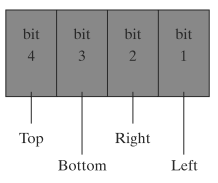 bit bit bit bit
4 3 2 1
Top Right
Bottom Left